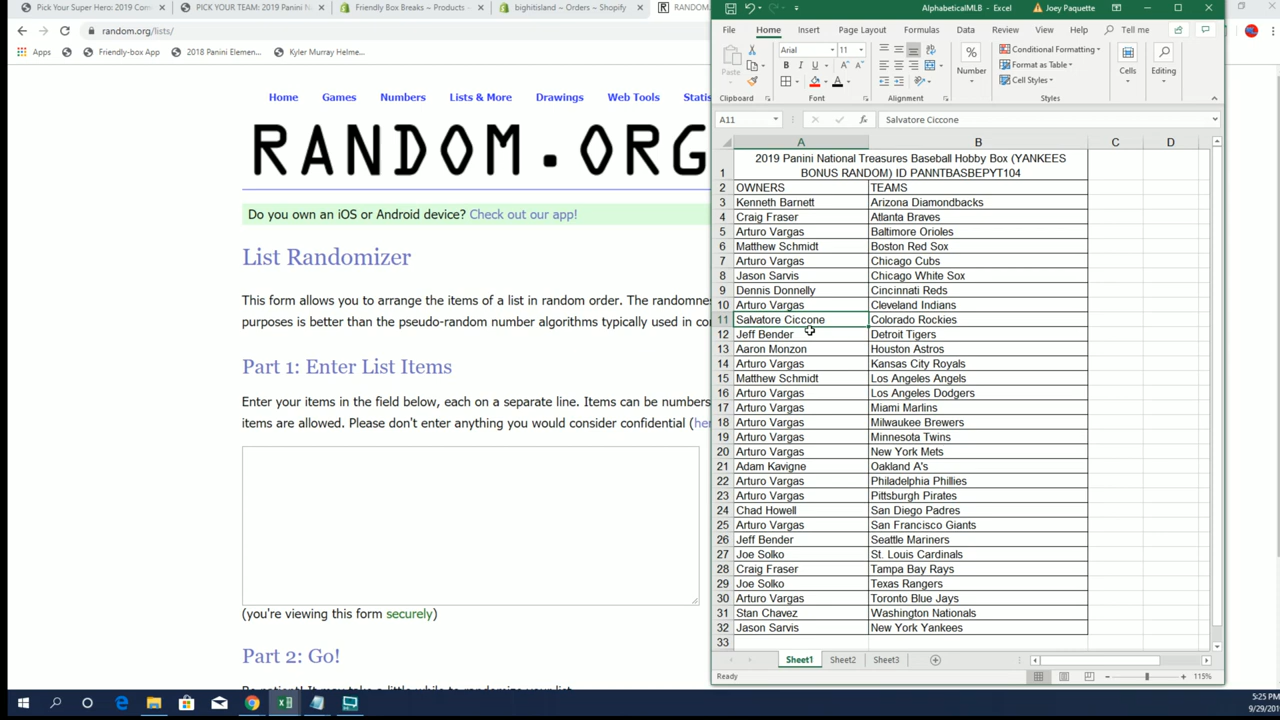 Pick Your Super Hero: 2019 Com
PICK YOUR TEAM: 2019 Panini N
Friendly Box Breaks ~ Products ~
bighitisland ~ Orders ~ Shopify
RANDOM.
random.org/lists/
Apps
Friendly-box App
2018 Panini Elemen...
Kyler Murray Helme...
Home
Games
Numbers
Lists & More
Drawings
Web Tools
Statis
RANDOM.ORG
Do you own an iOS or Android device? Check out our app!
List Randomizer
This form allows you to arrange the items of a list in random order. The randomnes
purposes is better than the pseudo-random number algorithms typically used in co
Part 1: Enter List Items
Enter your items in the field below, each on a separate line. Items can be numbers
items are allowed. Please don't enter anything you would consider confidential (he
(you're viewing this form securely)
Part 2: Go!
AlphabeticalMLB - Excel
Joey Paquette
File
Home
Insert
Page Layout
Formulas
Data
Review
View
Help
Tell me
Paste
Arial
11
Number
Conditional Formatting
Format as Table
Cell Styles
Cells
Editing
Clipboard
Font
Alignment
Styles
A11
Salvatore Ciccone
A B C D
1 2019 Panini National Treasures Baseball Hobby Box (YANKEES
BONUS RANDOM) ID PANNTBASBEPYT104
2 OWNERS TEAMS
3 Kenneth Barnett Arizona Diamondbacks
4 Craig Fraser Atlanta Braves
5 Arturo Vargas Baltimore Orioles
6 Matthew Schmidt Boston Red Sox
7 Arturo Vargas Chicago Cubs
8 Jason Sarvis Chicago White Sox
9 Dennis Donnelly Cincinnati Reds
10 Arturo Vargas Cleveland Indians
11 Salvatore Ciccone Colorado Rockies
12 Jeff Bender Detroit Tigers
13 Aaron Monzon Houston Astros
14 Arturo Vargas Kansas City Royals
15 Matthew Schmidt Los Angeles Angels
16 Arturo Vargas Los Angeles Dodgers
17 Arturo Vargas Miami Marlins
18 Arturo Vargas Milwaukee Brewers
19 Arturo Vargas Minnesota Twins
20 Arturo Vargas New York Mets
21 Adam Kavigne Oakland A's
22 Arturo Vargas Philadelphia Phillies
23 Arturo Vargas Pittsburgh Pirates
24 Chad Howell San Diego Padres
25 Arturo Vargas San Francisco Giants
26 Jeff Bender Seattle Mariners
27 Joe Solko St. Louis Cardinals
28 Craig Fraser Tampa Bay Rays
29 Joe Solko Texas Rangers
30 Arturo Vargas Toronto Blue Jays
31 Stan Chavez Washington Nationals
32 Jason Sarvis New York Yankees
33
Sheet1
Sheet2
Sheet3
Ready
115%
5:25 PM
9/29/201